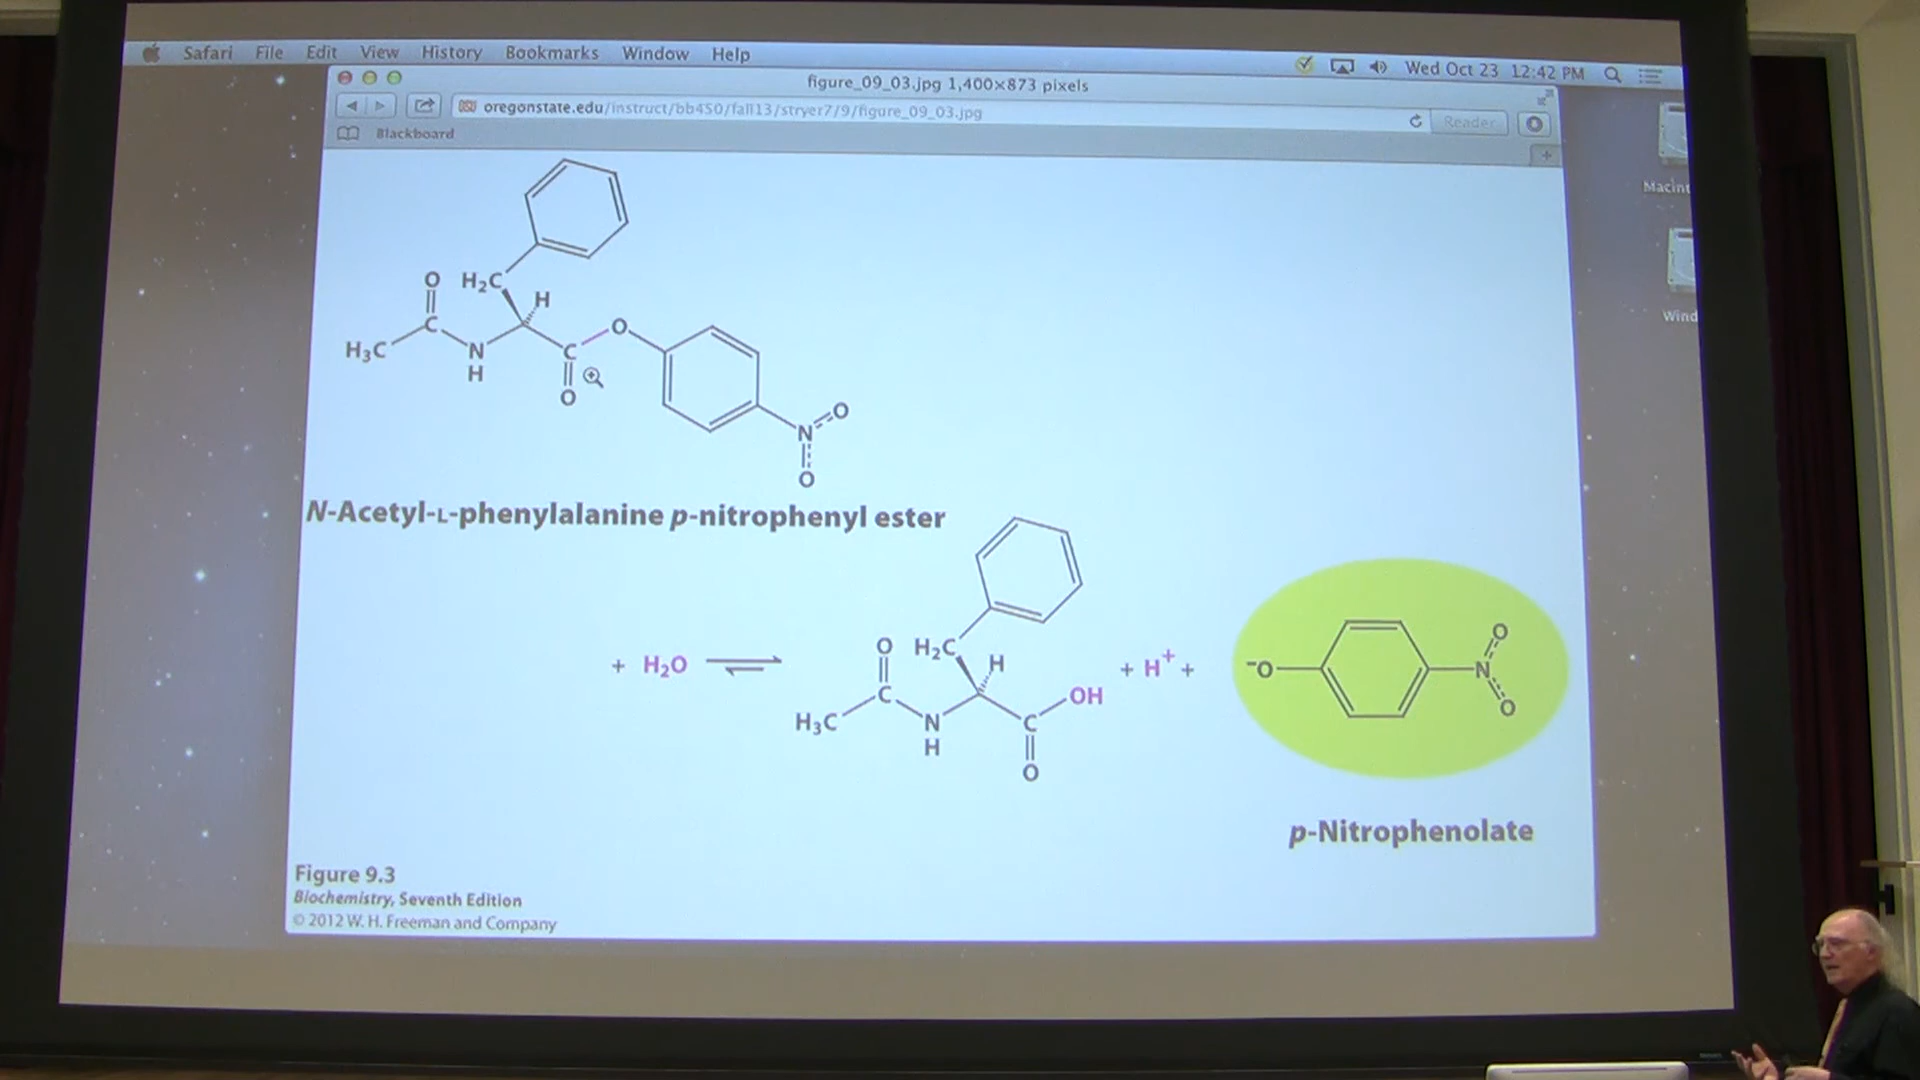 Safari File Edit View History Bookmarks Window Help
Wed Oct 23 12:42 PM
figure_09_03.jpg 1,400×873 pixels
oregonstate.edu/instruct/bb450/fall13/stryer7/9/figure_09_03.jpg
Reader
Blackboard
Macint
Wind
O H₂C H
H₃C C N H C O O
N O O
N-Acetyl-L-phenylalanine p-nitrophenyl ester
+ H₂O
O H₂C H
H₃C C N H C OH O
+ H⁺ +
⁻O N O O
p-Nitrophenolate
Figure 9.3
Biochemistry, Seventh Edition
© 2012 W. H. Freeman and Company